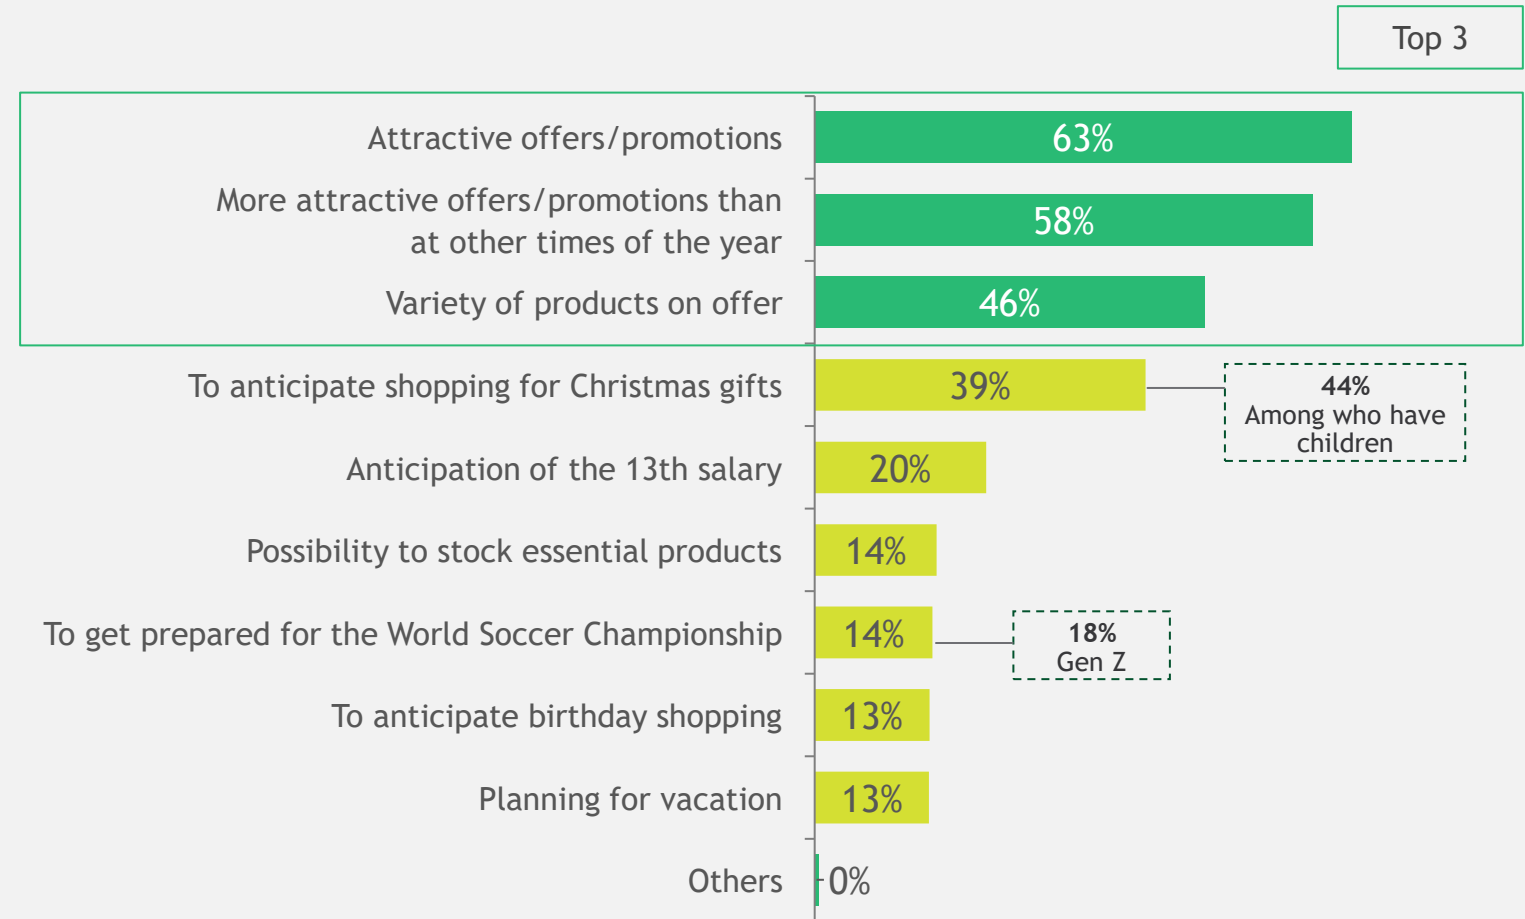 Top 3
Attractive offers/promotions
63%
More attractive offers/promotions than
at other times of the year
58%
Variety of products on offer
46%
To anticipate shopping for Christmas gifts
39%
44%
Among who have
children
Anticipation of the 13th salary
20%
Possibility to stock essential products
14%
To get prepared for the World Soccer Championship
14%
18%
Gen Z
To anticipate birthday shopping
13%
Planning for vacation
13%
Others
0%